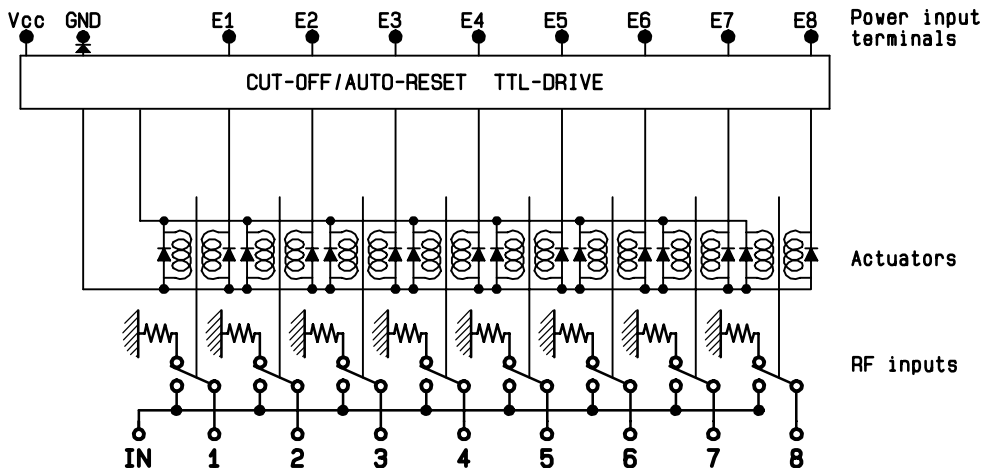 Vcc GND E1 E2 E3 E4 E5 E6 E7 E8 Power input
terminals
CUT-OFF/AUTO-RESET TTL-DRIVE
Actuators
RF inputs
IN 1 2 3 4 5 6 7 8